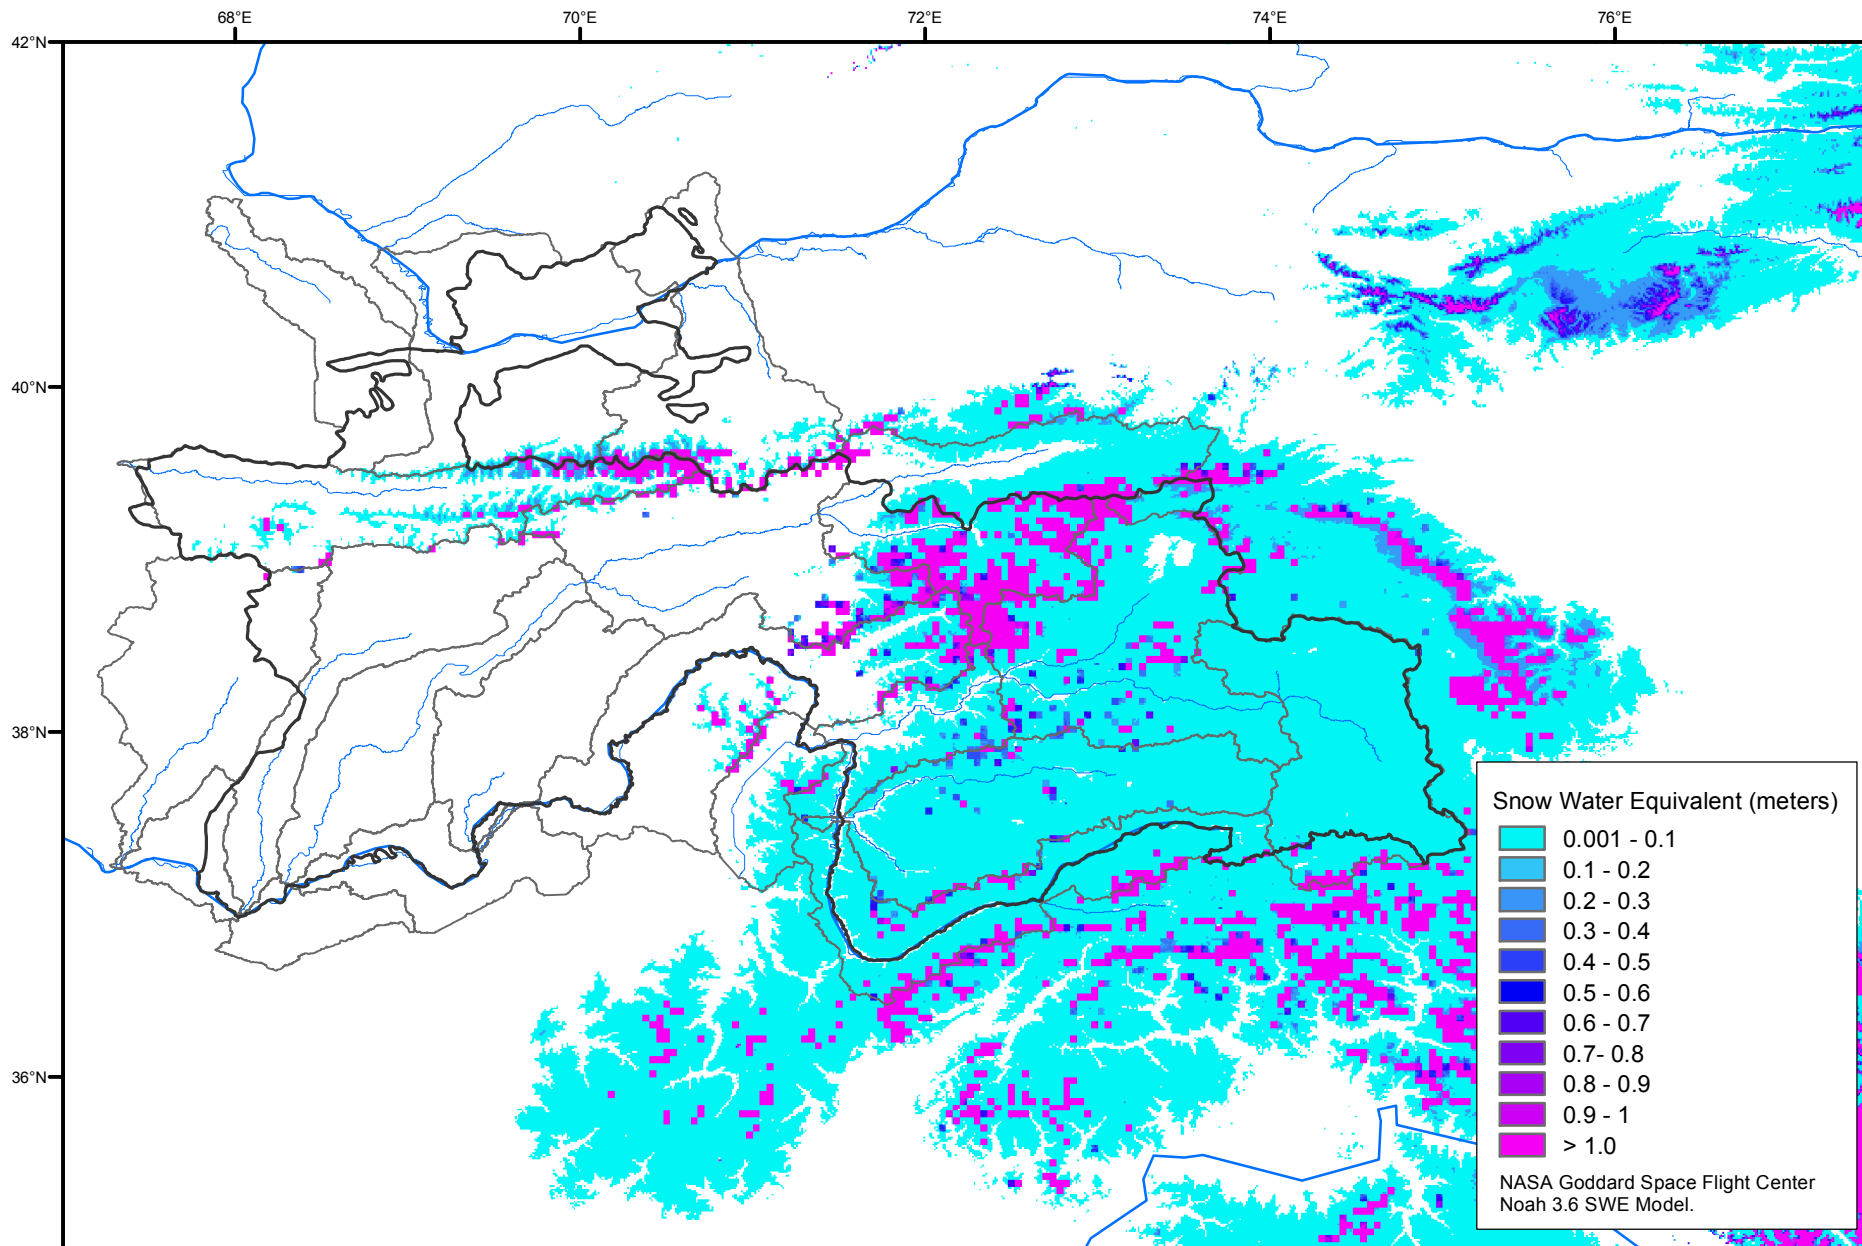 68°E
70°E
72°E
74°E
76°E
42°N
40°N
38°N
36°N
Snow Water Equivalent (meters)
0.001 - 0.1
0.1 - 0.2
0.2 - 0.3
0.3 - 0.4
0.4 - 0.5
0.5 - 0.6
0.6 - 0.7
0.7- 0.8
0.8 - 0.9
0.9 - 1
> 1.0
NASA Goddard Space Flight Center
Noah 3.6 SWE Model.